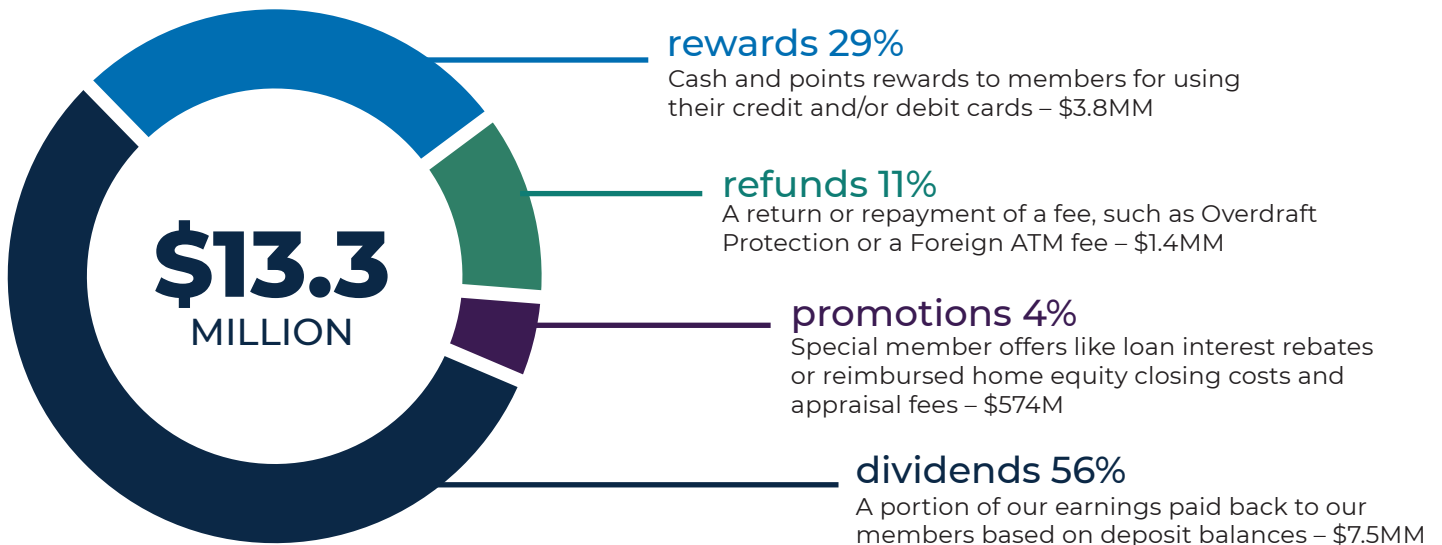 $13.3
MILLION
rewards 29%
Cash and points rewards to members for using
their credit and/or debit cards – $3.8MM
refunds 11%
A return or repayment of a fee, such as Overdraft
Protection or a Foreign ATM fee – $1.4MM
promotions 4%
Special member offers like loan interest rebates
or reimbursed home equity closing costs and
appraisal fees – $574M
dividends 56%
A portion of our earnings paid back to our
members based on deposit balances – $7.5MM